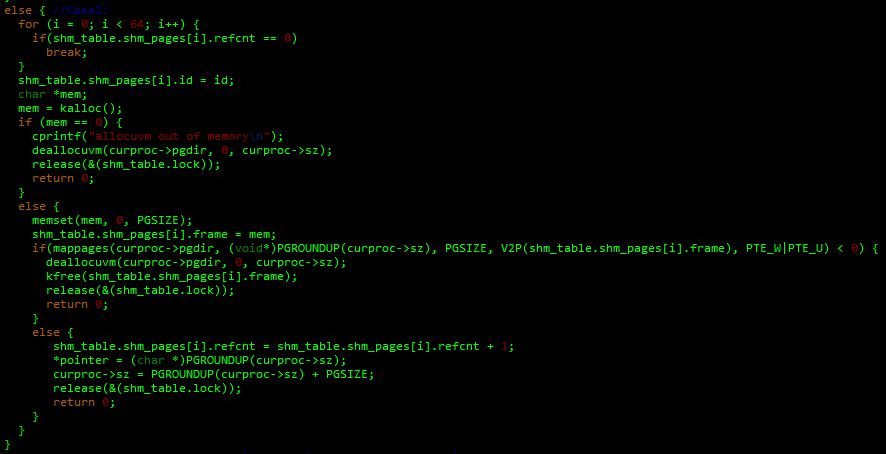 else { //Case2:
  for (i = 0; i < 64; i++) {
    if(shm_table.shm_pages[i].refcnt == 0)
      break;
  }
  shm_table.shm_pages[i].id = id;
  char *mem;
  mem = kalloc();
  if (mem == 0) {
    cprintf("allocuvm out of memory\n");
    deallocuvm(curproc->pgdir, 0, curproc->sz);
    release(&(shm_table.lock));
    return 0;
  }
  else {
    memset(mem, 0, PGSIZE);
    shm_table.shm_pages[i].frame = mem;
    if(mappages(curproc->pgdir, (void*)PGROUNDUP(curproc->sz), PGSIZE, V2P(shm_table.shm_pages[i].frame), PTE_W|PTE_U) < 0) {
      deallocuvm(curproc->pgdir, 0, curproc->sz);
      kfree(shm_table.shm_pages[i].frame);
      release(&(shm_table.lock));
      return 0;
    }
    else {
       shm_table.shm_pages[i].refcnt = shm_table.shm_pages[i].refcnt + 1;
       *pointer = (char *)PGROUNDUP(curproc->sz);
       curproc->sz = PGROUNDUP(curproc->sz) + PGSIZE;
       release(&(shm_table.lock));
       return 0;
    }
  }
}